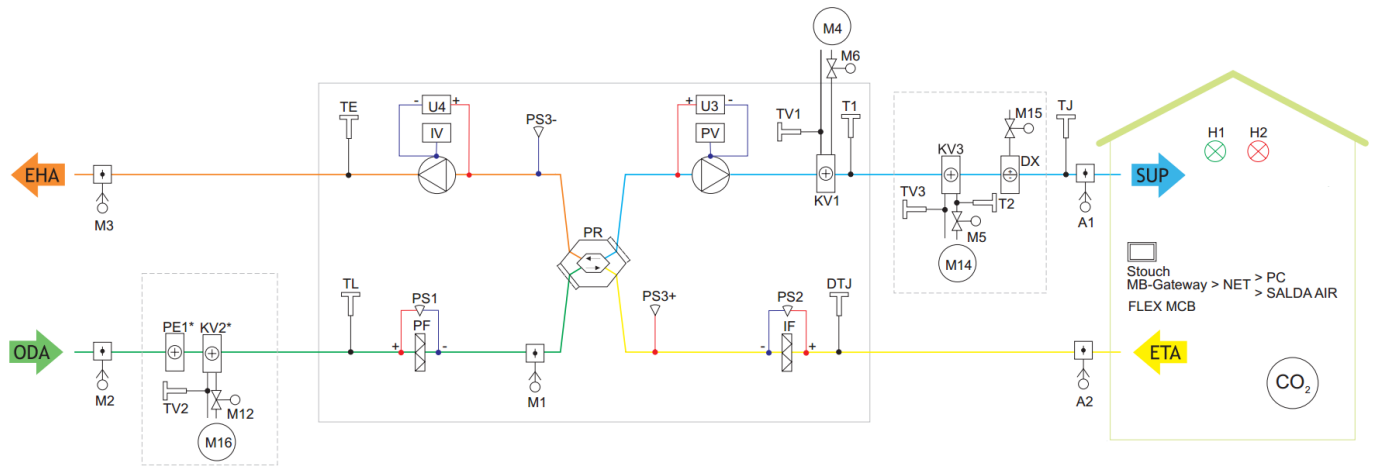 M4
M6
TE
- U4 +
IV
PS3-
+ U3 -
PV
TV1
T1
KV3
M15
DX
TJ
H1 H2
EHA
M3
KV1
TV3
T2
M5
M14
SUP
A1
PR
TL
PS1
PF
+ -
PS3+
PS2
IF
- +
DTJ
Stouch
MB-Gateway > NET > PC
> SALDA AIR
FLEX MCB
ODA
M2
PE1* KV2*
TV2
M12
M16
M1
ETA
A2
CO₂